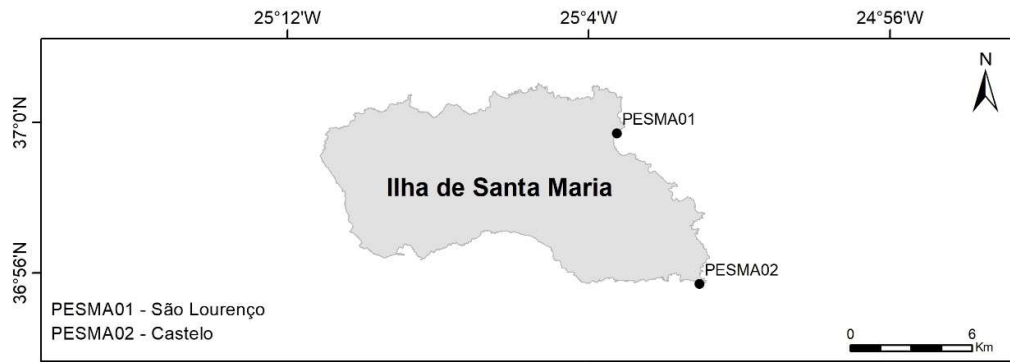 25°12'W
25°4'W
24°56'W
N
37°0'N
PESMA01
Ilha de Santa Maria
36°56'N
PESMA02
PESMA01 - São Lourenço
PESMA02 - Castelo
0 6
Km